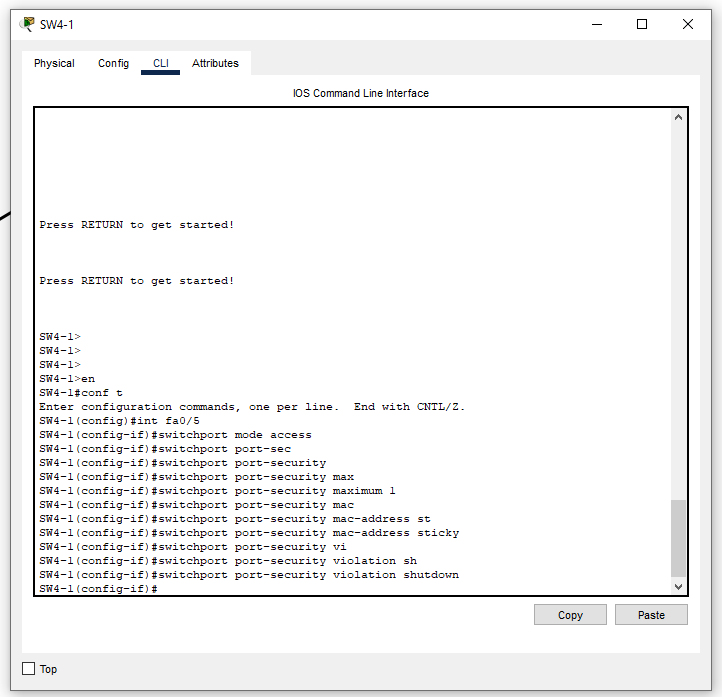 SW4-1
Physical Config CLI Attributes
IOS Command Line Interface
Press RETURN to get started!
Press RETURN to get started!
SW4-1>
SW4-1>
SW4-1>
SW4-1>en
SW4-1#conf t
Enter configuration commands, one per line.  End with CNTL/Z.
SW4-1(config)#int fa0/5
SW4-1(config-if)#switchport mode access
SW4-1(config-if)#switchport port-sec
SW4-1(config-if)#switchport port-security
SW4-1(config-if)#switchport port-security max
SW4-1(config-if)#switchport port-security maximum 1
SW4-1(config-if)#switchport port-security mac
SW4-1(config-if)#switchport port-security mac-address st
SW4-1(config-if)#switchport port-security mac-address sticky
SW4-1(config-if)#switchport port-security vi
SW4-1(config-if)#switchport port-security violation sh
SW4-1(config-if)#switchport port-security violation shutdown
SW4-1(config-if)#
Copy Paste
Top